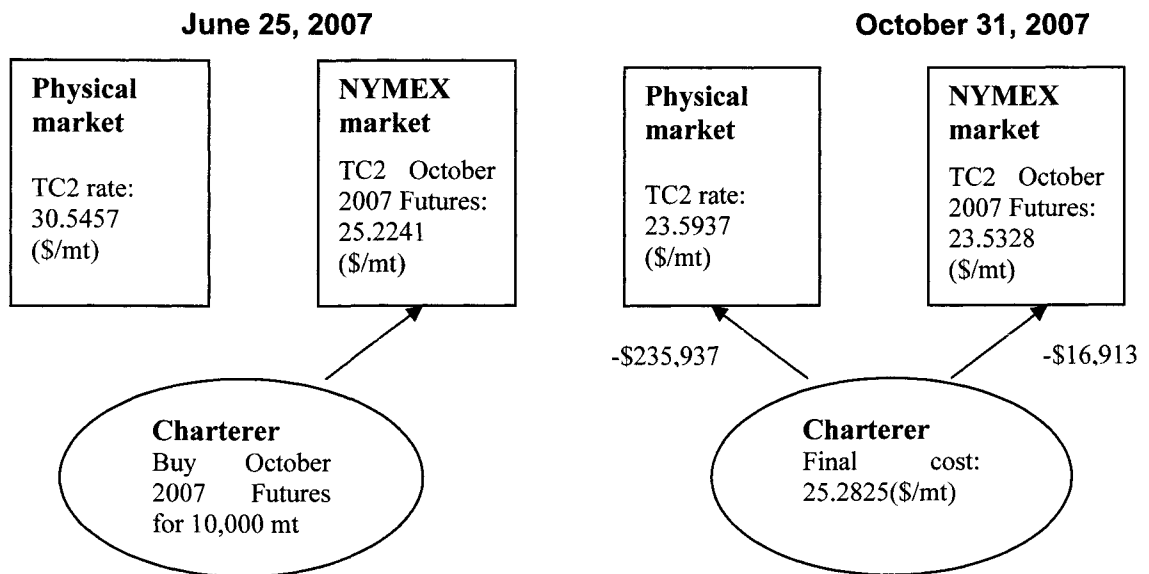 June 25, 2007
Physical
market
TC2 rate:
30.5457
($/mt)
NYMEX
market
TC2 October
2007 Futures:
25.2241
($/mt)
Charterer
Buy October
2007 Futures
for 10,000 mt
October 31, 2007
Physical
market
TC2 rate:
23.5937
($/mt)
NYMEX
market
TC2 October
2007 Futures:
23.5328
($/mt)
-$235,937
-$16,913
Charterer
Final cost:
25.2825($/mt)